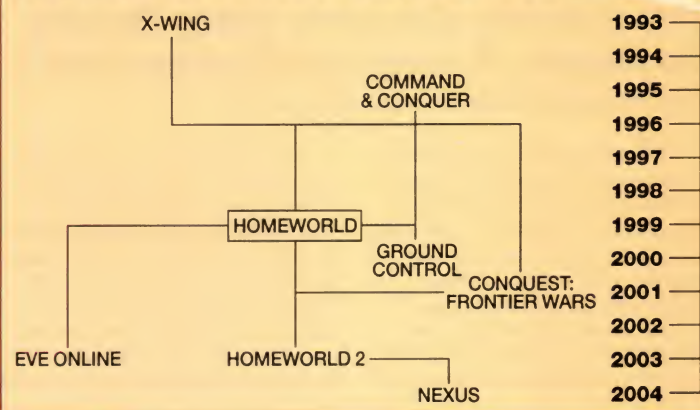 X-WING
1993
1994
COMMAND
& CONQUER
1995
1996
1997
1998
HOMEWORLD
1999
GROUND
CONTROL
2000
CONQUEST:
FRONTIER WARS
2001
2002
EVE ONLINE
HOMEWORLD 2
2003
NEXUS
2004